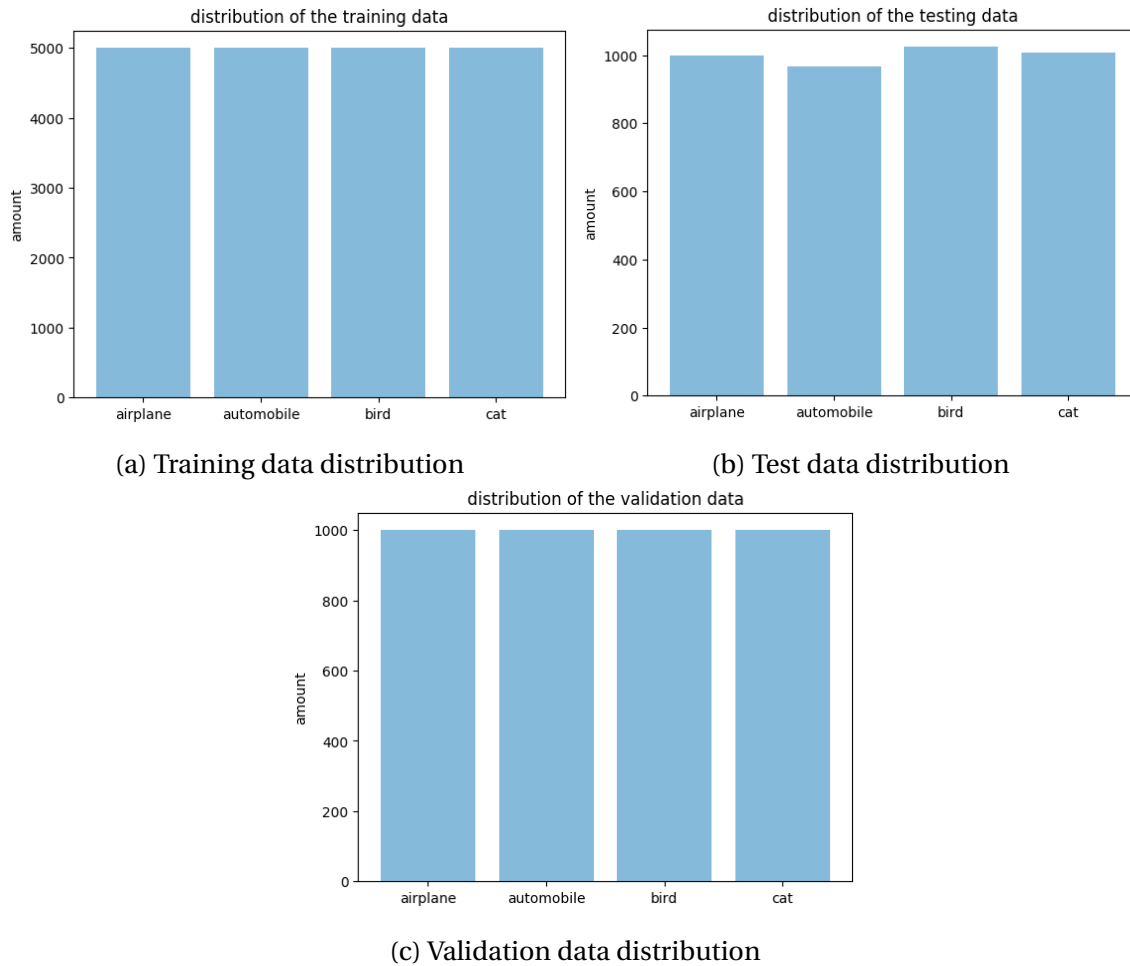 distribution of the training data
5000
4000
3000
2000
1000
0
amount
airplane automobile bird cat
(a) Training data distribution
distribution of the testing data
1000
800
600
400
200
0
amount
airplane automobile bird cat
(b) Test data distribution
distribution of the validation data
1000
800
600
400
200
0
amount
airplane automobile bird cat
(c) Validation data distribution